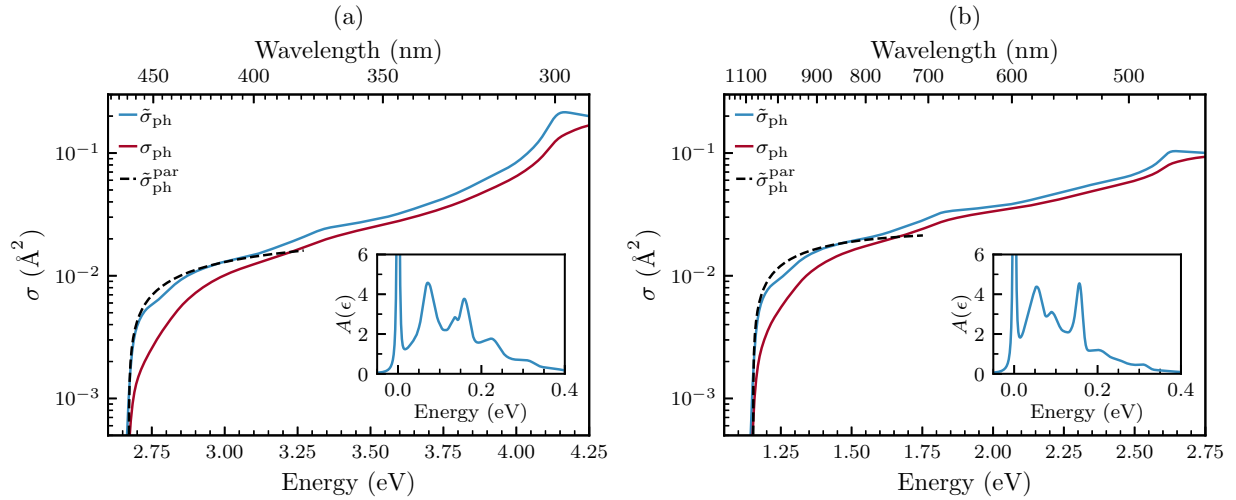 (a)
Wavelength (nm)
450 400 350 300
σ̃ph
σph
σ̃ph^par
10⁻¹
10⁻²
10⁻³
σ (Å²)
2.75 3.00 3.25 3.50 3.75 4.00 4.25
Energy (eV)
6
4
2
0
A(ϵ)
0.0 0.2 0.4
Energy (eV)
(b)
Wavelength (nm)
1100 900 800 700 600 500
σ̃ph
σph
σ̃ph^par
10⁻¹
10⁻²
10⁻³
σ (Å²)
1.25 1.50 1.75 2.00 2.25 2.50 2.75
Energy (eV)
6
4
2
0
A(ϵ)
0.0 0.2 0.4
Energy (eV)